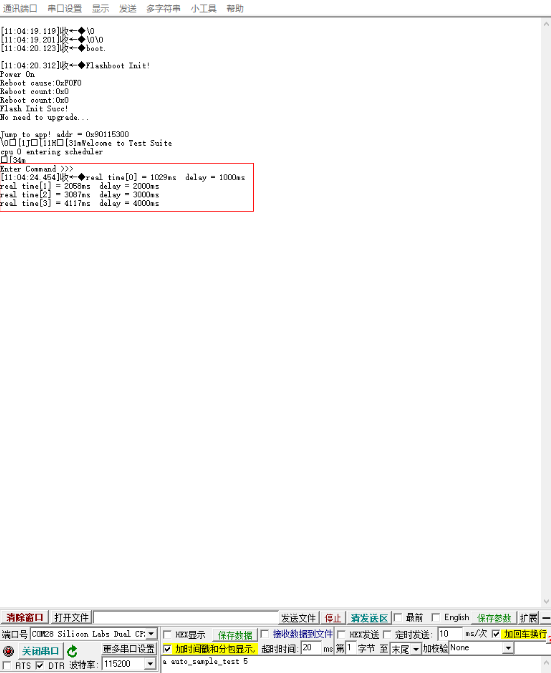 通讯端口 串口设置 显示 发送 多字符串 小工具 帮助
[11:04:19.119]收←◆\0
[11:04:19.201]收←◆\0\0
[11:04:20.123]收←◆boot.
[11:04:20.312]收←◆Flashboot Init!
Power On
Reboot cause:0xF0F0
Reboot count:0x0
Reboot count:0x0
Flash Init Succ!
No need to upgrade...
Jump to app! addr = 0x90115300
\0□[1J□[11H□[31mWelcome to Test Suite
cpu 0 entering scheduler
□[34m
Enter Command >>>
[11:04:24.454]收←◆real time[0] = 1029ms  delay = 1000ms
real time[1] = 2058ms  delay = 2000ms
real time[2] = 3087ms  delay = 3000ms
real time[3] = 4117ms  delay = 4000ms
清除窗口 打开文件 发送文件 停止 清发送区 最前 English 保存参数 扩展 —
端口号 COM28 Silicon Labs Dual CP HEX显示 保存数据 接收数据到文件 HEX发送 定时发送: 10 ms/次 加回车换行
关闭串口 更多串口设置 加时间戳和分包显示, 超时时间: 20 ms 第 1 字节 至 末尾 加校验 None
RTS DTR 波特率: 115200 a auto_sample_test 5